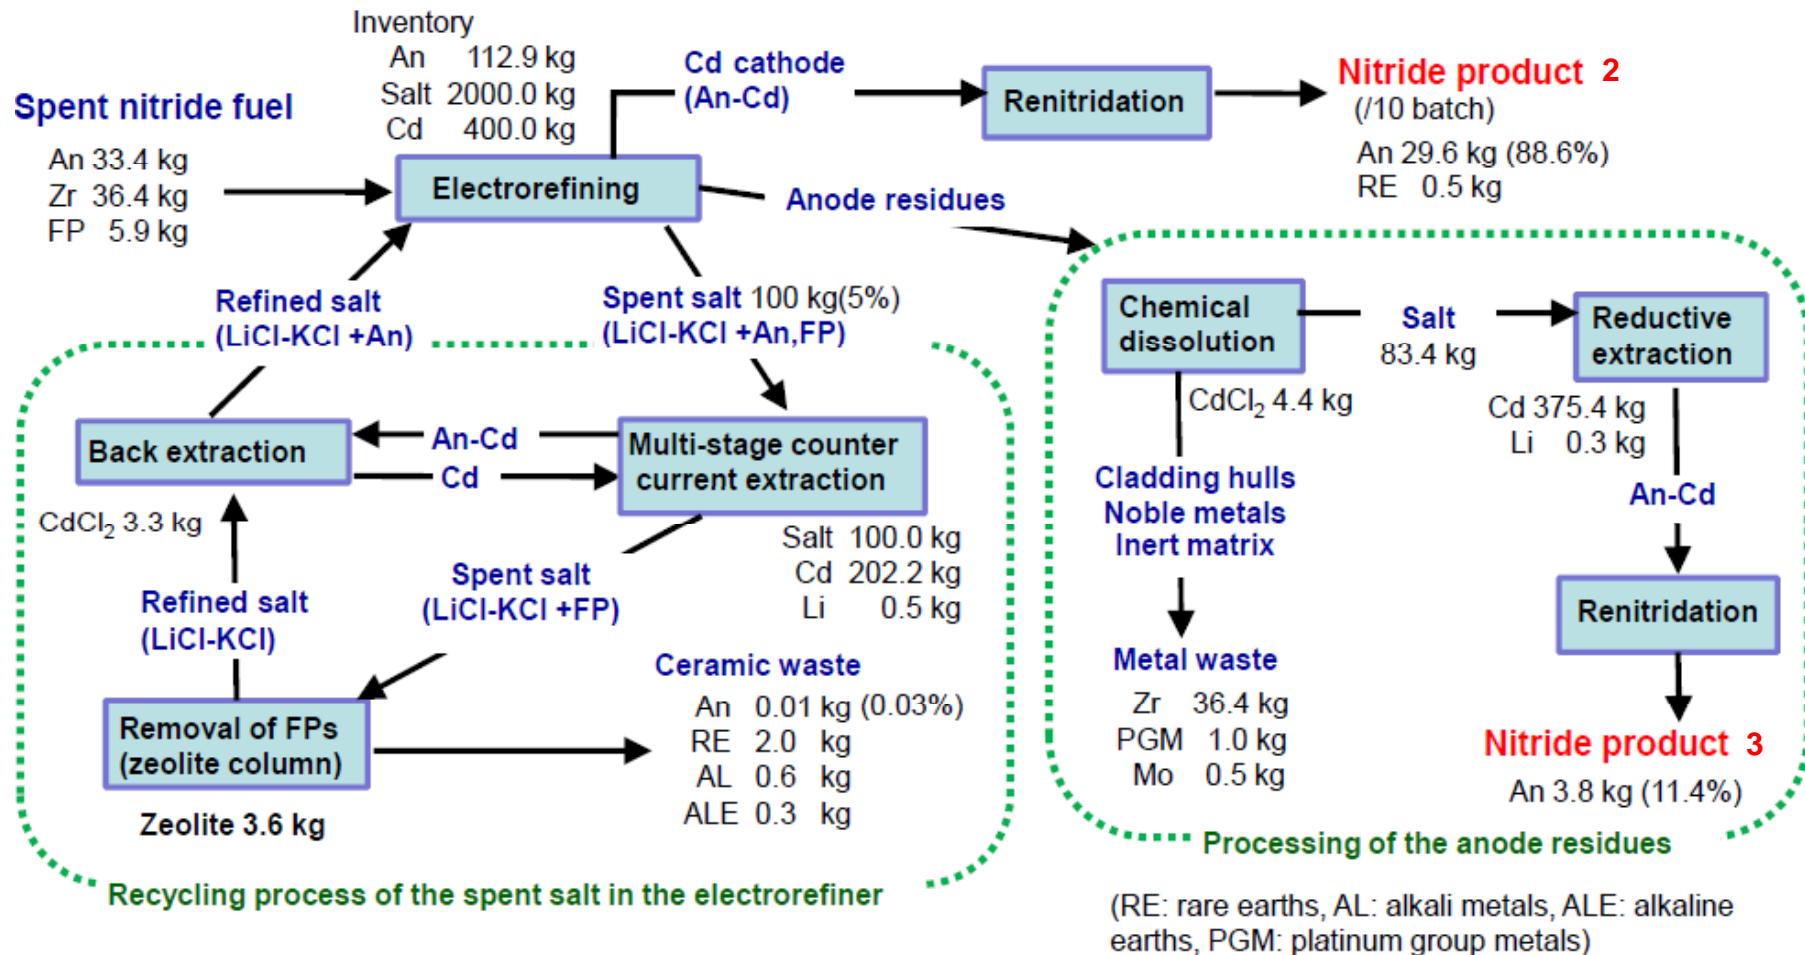 Inventory
An 112.9 kg
Salt 2000.0 kg
Cd 400.0 kg
Spent nitride fuel
An 33.4 kg
Zr 36.4 kg
FP 5.9 kg
Electrorefining
Cd cathode
(An-Cd)
Renitridation
Nitride product 2
(/10 batch)
An 29.6 kg (88.6%)
RE 0.5 kg
Anode residues
Refined salt
(LiCl-KCl +An)
Spent salt 100 kg(5%)
(LiCl-KCl +An,FP)
Back extraction
An-Cd
Cd
Multi-stage counter
current extraction
CdCl2 3.3 kg
Salt 100.0 kg
Cd 202.2 kg
Li 0.5 kg
Refined salt
(LiCl-KCl)
Spent salt
(LiCl-KCl +FP)
Removal of FPs
(zeolite column)
Zeolite 3.6 kg
Ceramic waste
An 0.01 kg (0.03%)
RE 2.0 kg
AL 0.6 kg
ALE 0.3 kg
Recycling process of the spent salt in the electrorefiner
Chemical
dissolution
Salt
83.4 kg
Reductive
extraction
CdCl2 4.4 kg
Cd 375.4 kg
Li 0.3 kg
Cladding hulls
Noble metals
Inert matrix
An-Cd
Renitridation
Metal waste
Zr 36.4 kg
PGM 1.0 kg
Mo 0.5 kg
Nitride product 3
An 3.8 kg (11.4%)
Processing of the anode residues
(RE: rare earths, AL: alkali metals, ALE: alkaline
earths, PGM: platinum group metals)